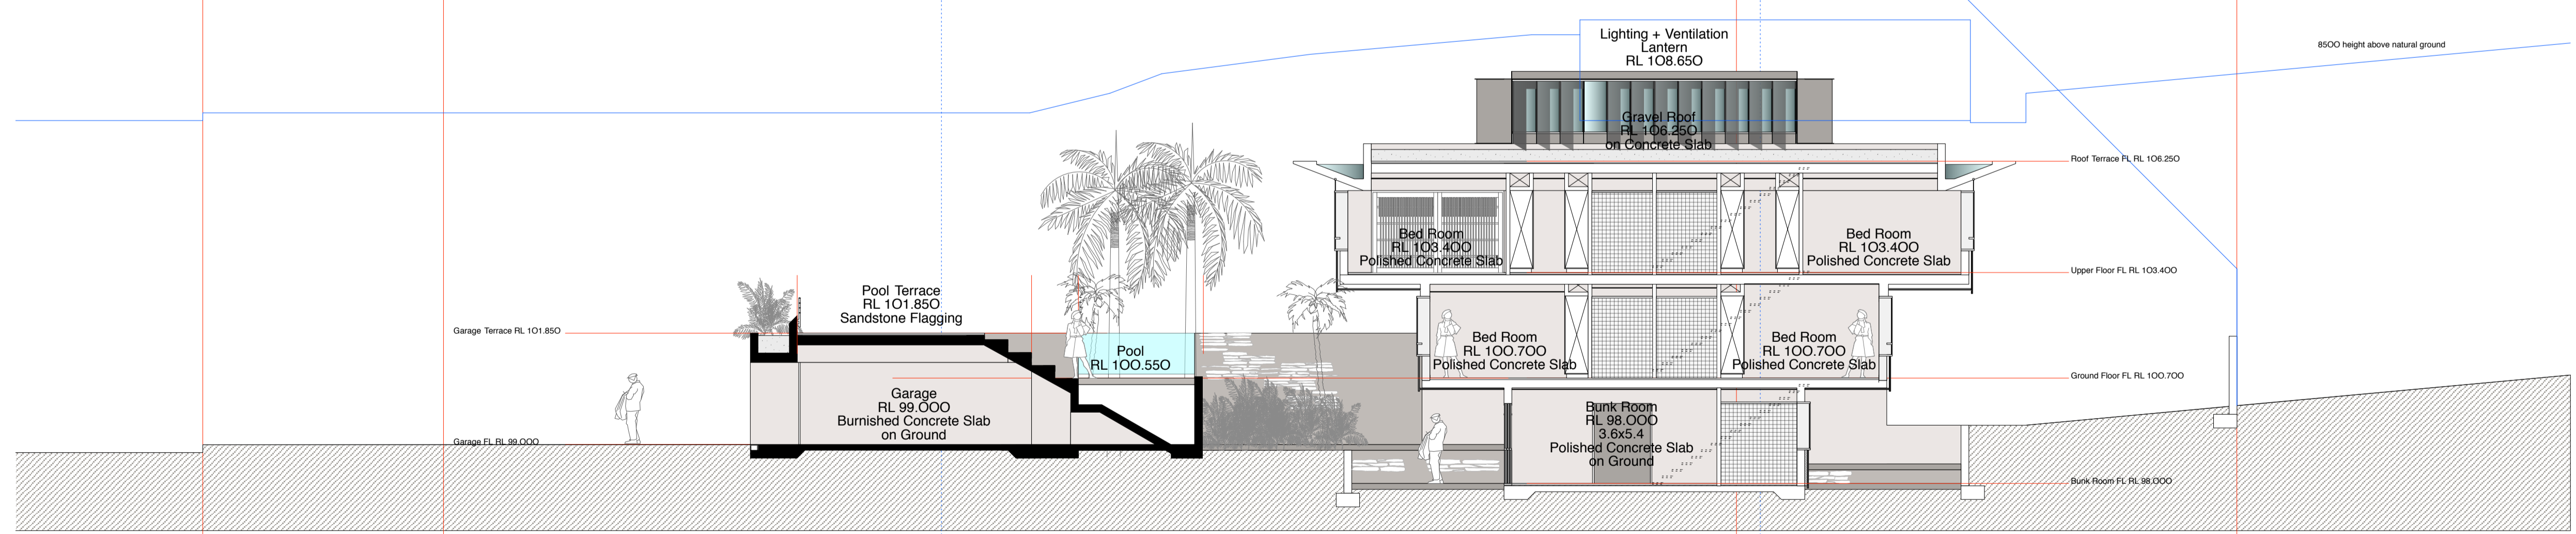 Lighting + Ventilation
Lantern
RL 108.650
8500 height above natural ground
Gravel Roof
RL 106.250
on Concrete Slab
Roof Terrace FL RL 106.250
Bed Room
RL 103.400
Polished Concrete Slab
Bed Room
RL 103.400
Polished Concrete Slab
Upper Floor FL RL 103.400
Pool Terrace
RL 101.850
Sandstone Flagging
Garage Terrace RL 101.850
Pool
RL 100.550
Bed Room
RL 100.700
Polished Concrete Slab
Bed Room
RL 100.700
Polished Concrete Slab
Ground Floor FL RL 100.700
Garage
RL 99.000
Burnished Concrete Slab
on Ground
Garage FL RL 99.000
Bunk Room
RL 98.000
3.6x5.4
Polished Concrete Slab
on Ground
Bunk Room FL RL 98.000